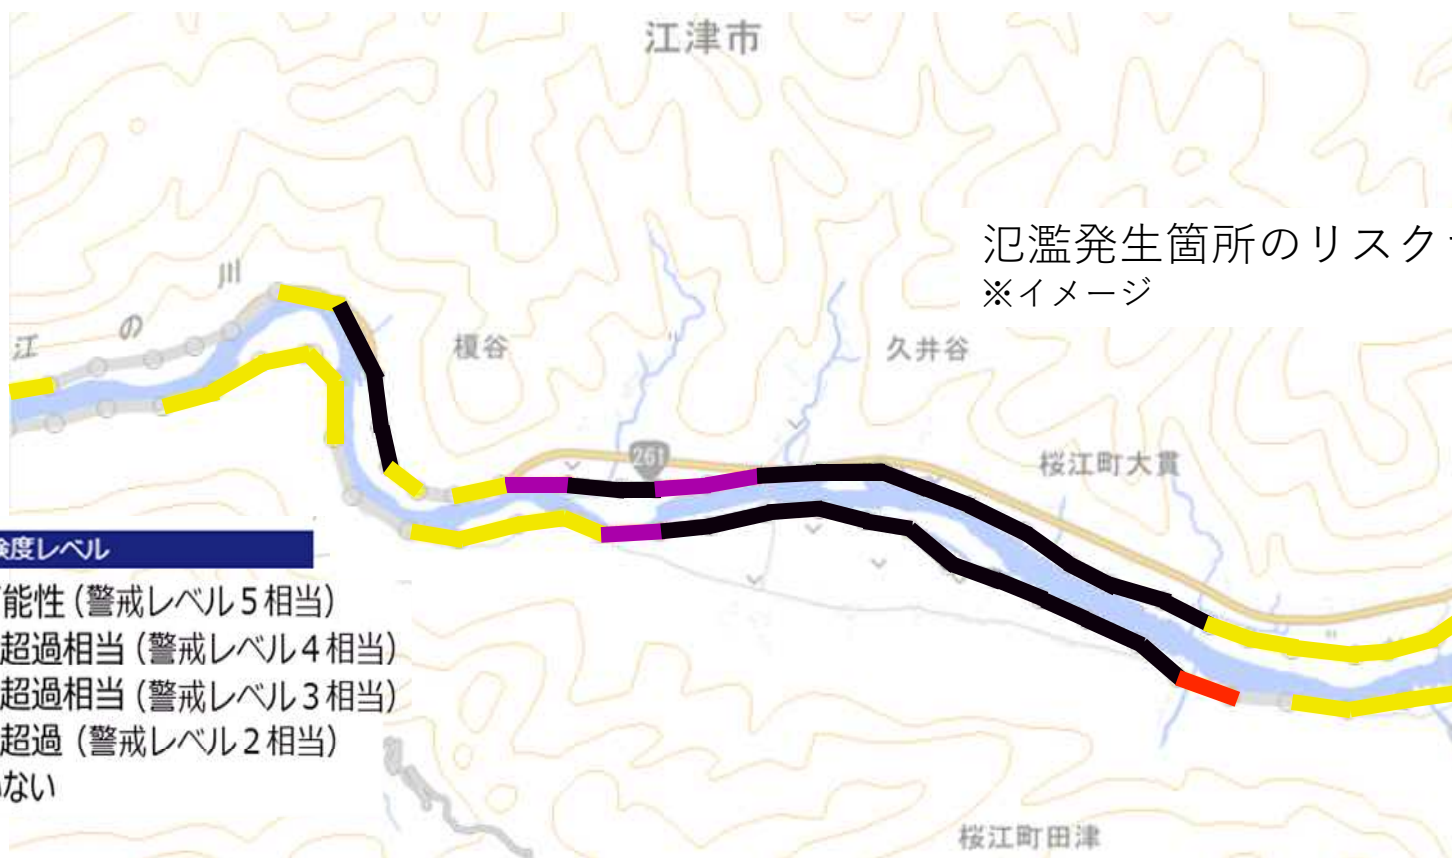 江津市
氾濫発生箇所のリスク
※イメージ
川
の
江
榎谷
久井谷
261
桜江町大貫
度レベル
能性(警戒レベル5相当)
超過相当(警戒レベル4相当)
超過相当(警戒レベル3相当)
超過(警戒レベル2相当)
ない
桜江町田津